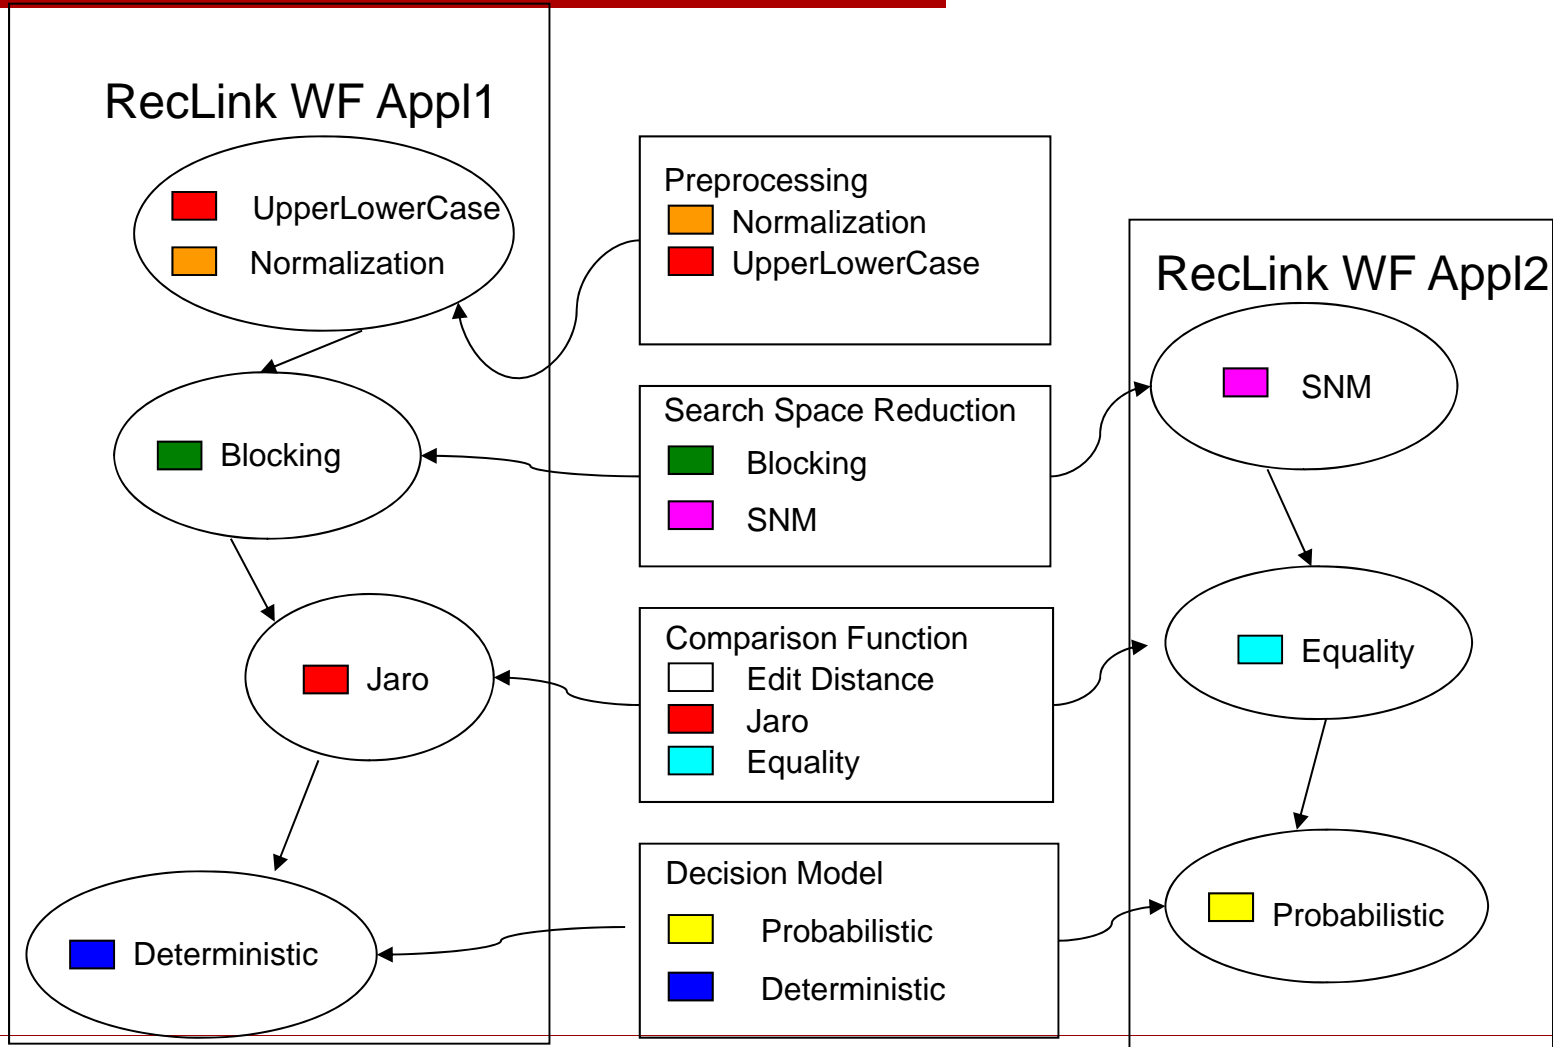 RecLink WF Appl1
UpperLowerCase
Normalization
Blocking
Jaro
Deterministic
Preprocessing
Normalization
UpperLowerCase
Search Space Reduction
Blocking
SNM
Comparison Function
Edit Distance
Jaro
Equality
Decision Model
Probabilistic
Deterministic
RecLink WF Appl2
SNM
Equality
Probabilistic